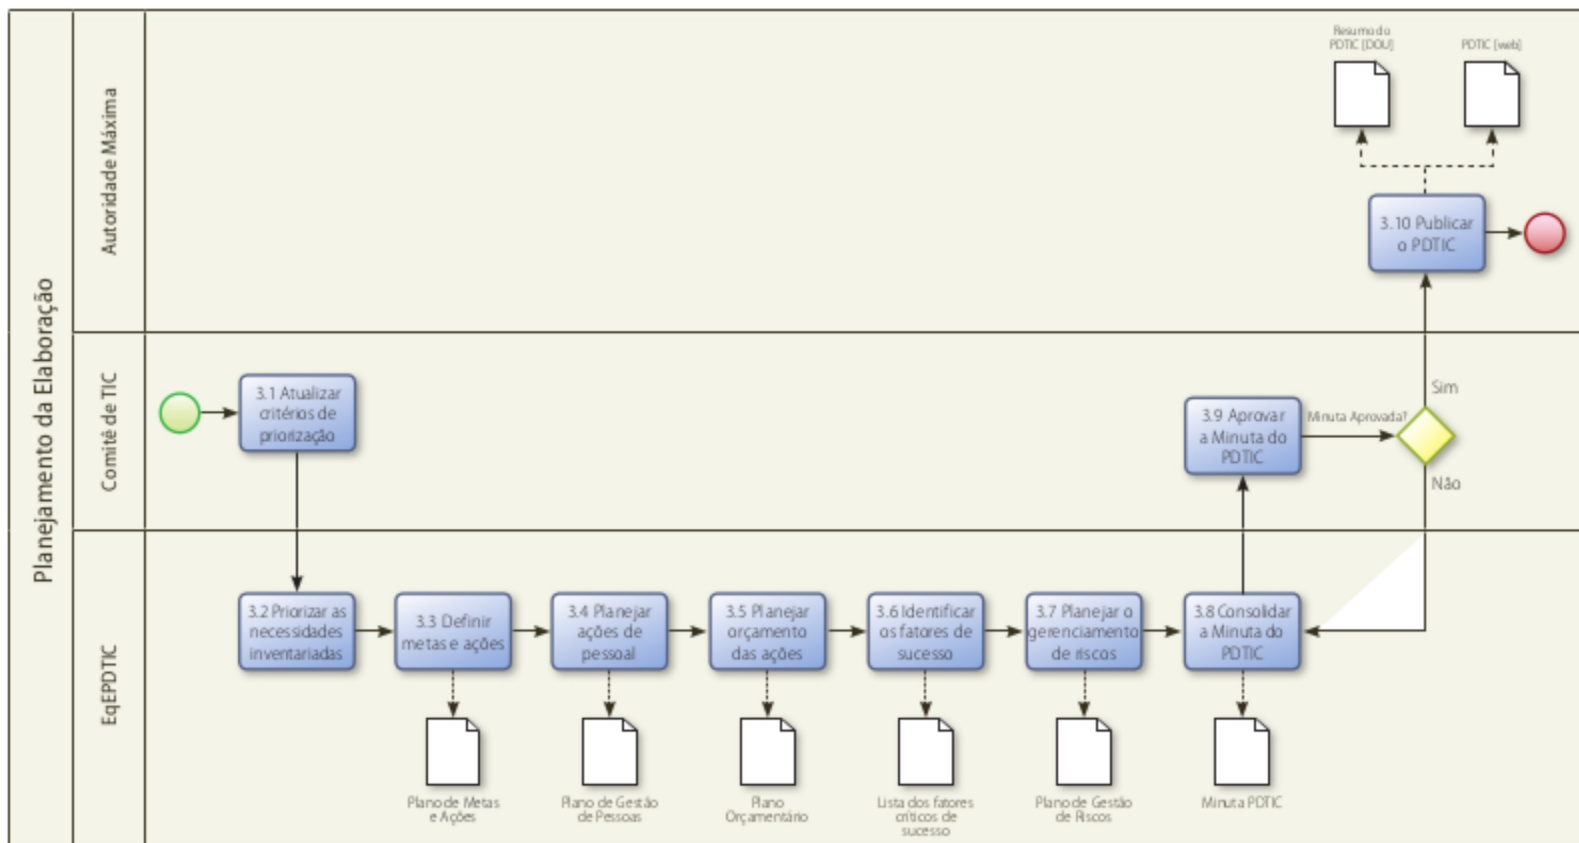 Planejamento da Elaboração
Autoridade Máxima
Resumo do
PDTIC [DOU]
PDTIC [web]
3.10 Publicar
o PDTIC
Comitê de TIC
3.1 Atualizar
critérios de
priorização
3.9 Aprovar
a Minuta do
PDTIC
Minuta Aprovada?
Sim
Não
EqEPDTIC
3.2 Priorizar as
necessidades
inventariadas
3.3 Definir
metas e ações
3.4 Planejar
ações de
pessoal
3.5 Planejar
orçamento
das ações
3.6 Identificar
os fatores de
sucesso
3.7 Planejar o
gerenciamento
de riscos
3.8 Consolidar
a Minuta do
PDTIC
Plano de Metas
e Ações
Plano de Gestão
de Pessoas
Plano
Orçamentário
Lista dos fatores
críticos de
sucesso
Plano de Gestão
de Riscos
Minuta PDTIC